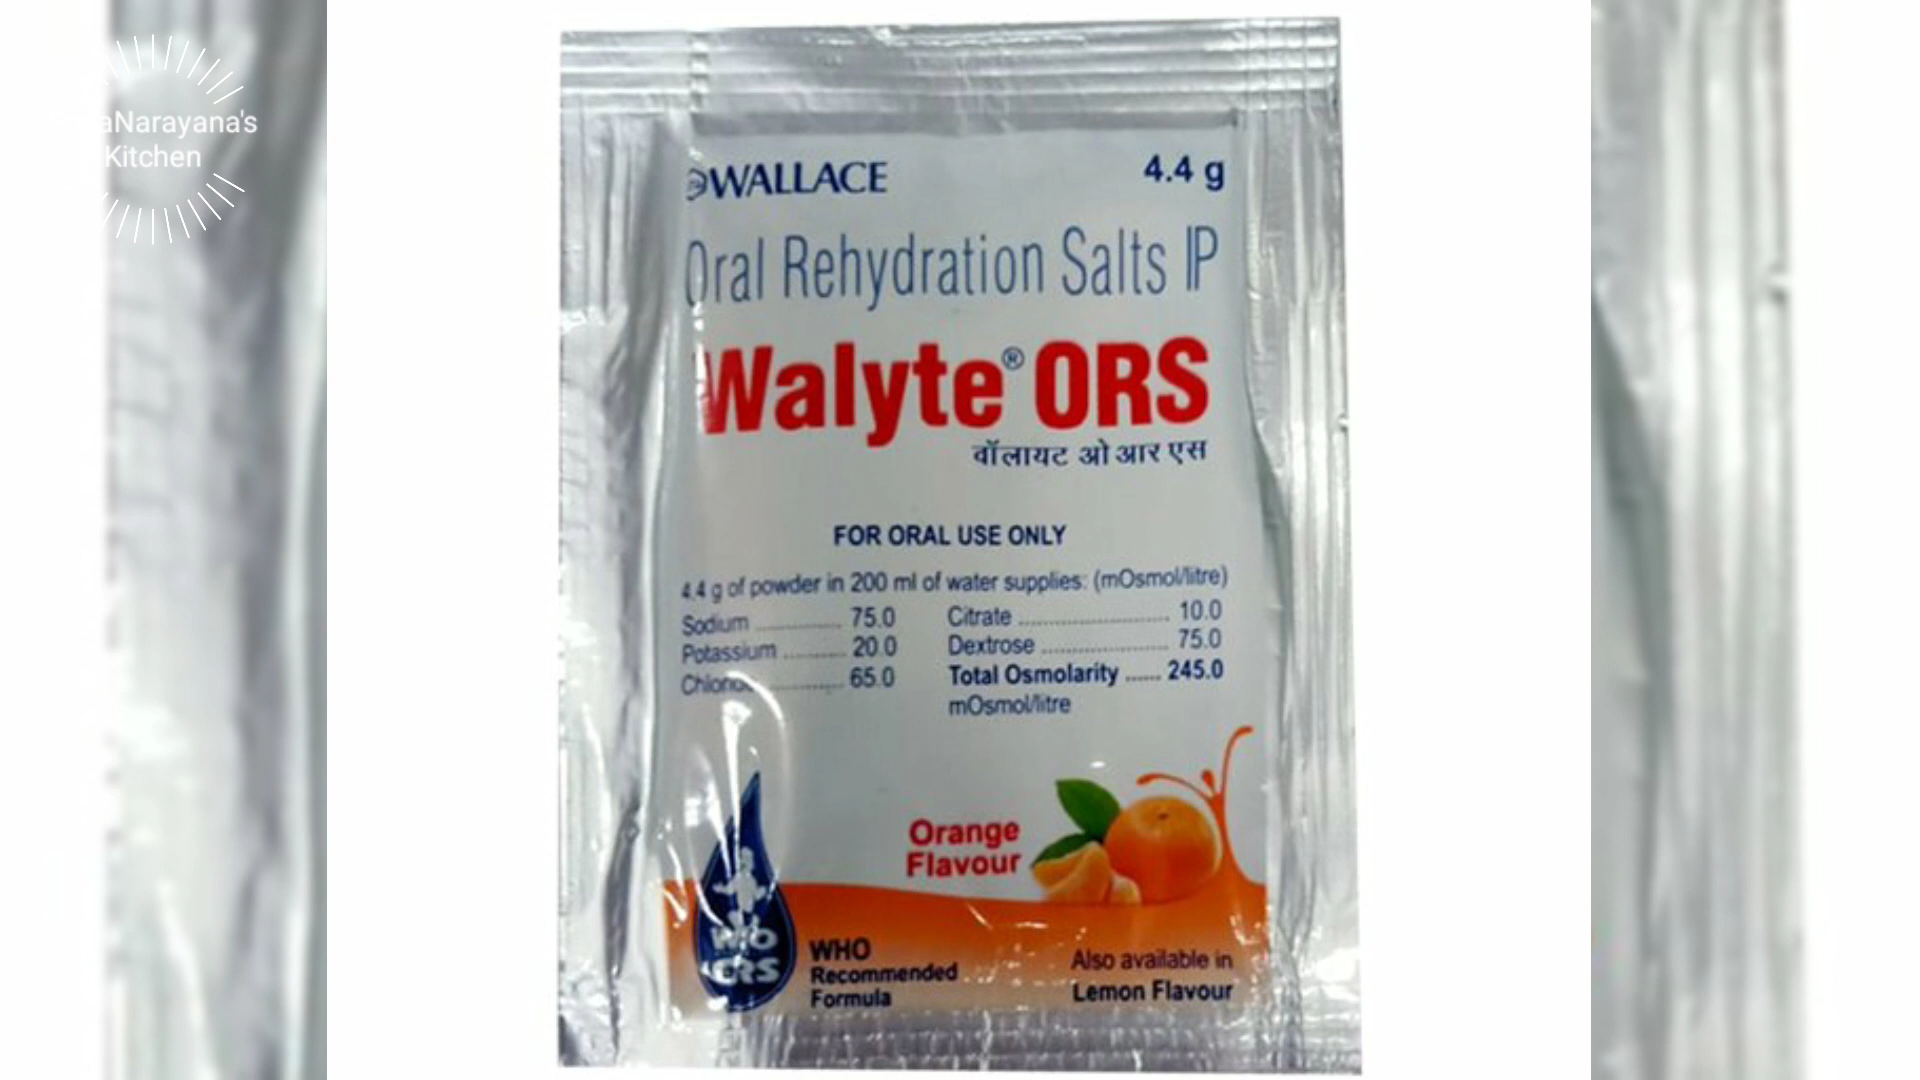 aNarayana's
Kitchen
WALLACE
4.4 g
Oral Rehydration Salts IP
Walyte® ORS
वॉलायट ओ आर एस
FOR ORAL USE ONLY
4.4 g of powder in 200 ml of water supplies: (mOsmol/litre)
Sodium ............... 75.0
Potassium ........... 20.0
Chloride ............. 65.0
Citrate ........................... 10.0
Dextrose ....................... 75.0
Total Osmolarity ...... 245.0
mOsmol/litre
Orange
Flavour
WHO
ORS
WHO
Recommended
Formula
Also available in
Lemon Flavour